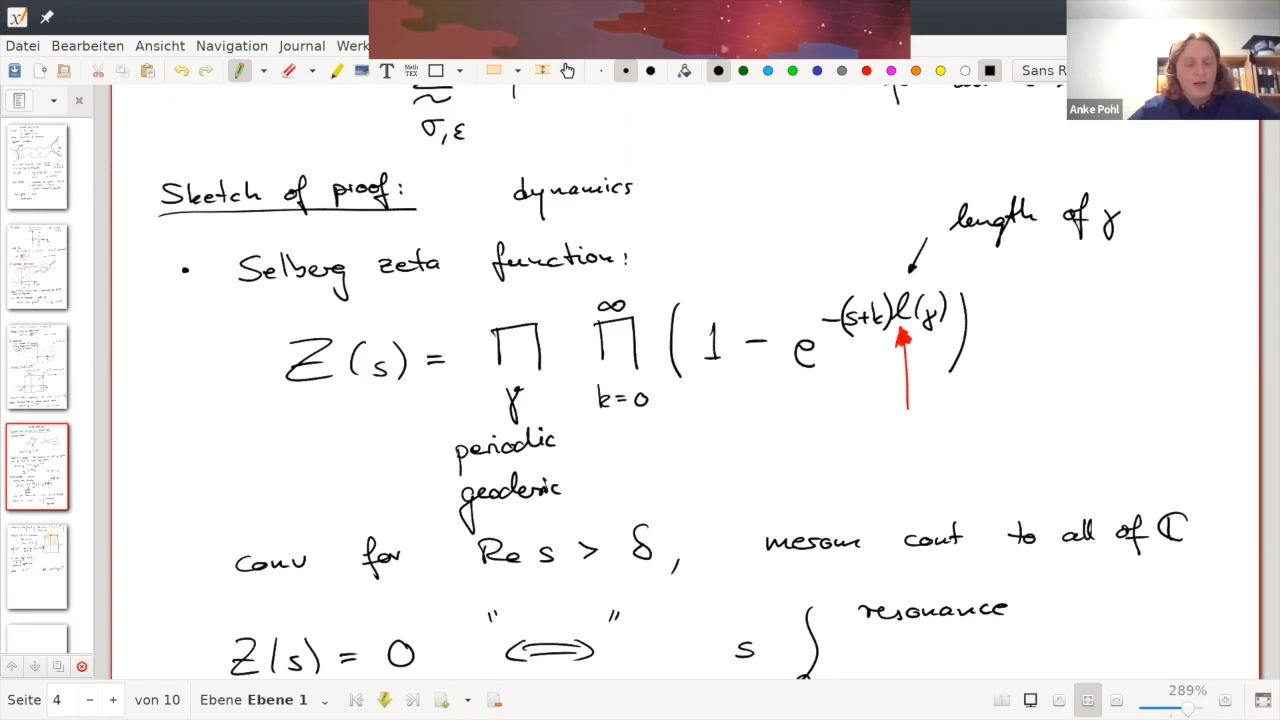 Datei Bearbeiten Ansicht Navigation Journal Werk
Sans R
Anke Pohl
σ, ε
Sketch of proof: dynamics
length of γ
• Selberg zeta function:
Z(s) = ∏ ∏ ( 1 - e^{-(s+k)ℓ(γ)} )
γ k=0 ∞
periodic
geodesic
conv for Re s > δ, merom cont to all of ℂ
Z(s) = 0 "⟺" s resonance
Seite 4 von 10 Ebene Ebene 1 289%